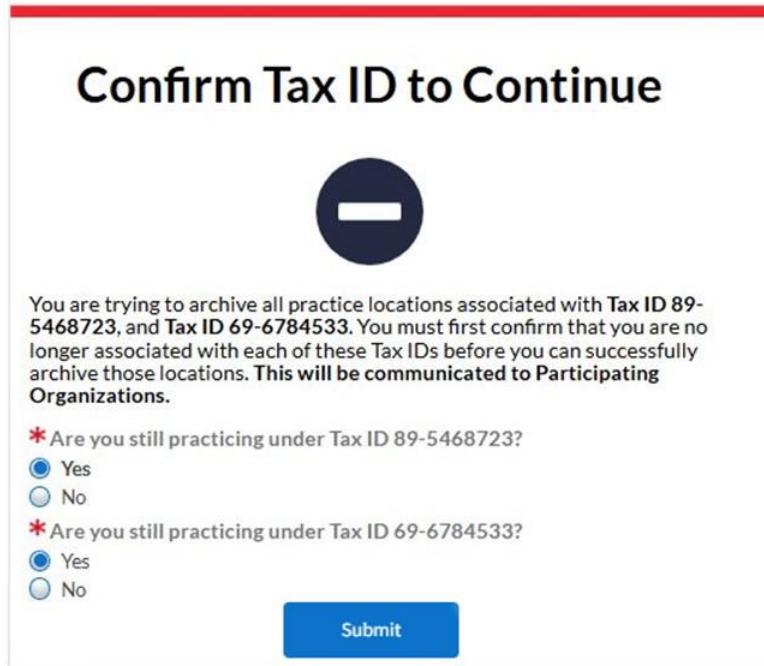 Confirm Tax ID to Continue
You are trying to archive all practice locations associated with Tax ID 89-
5468723, and Tax ID 69-6784533. You must first confirm that you are no
longer associated with each of these Tax IDs before you can successfully
archive those locations. This will be communicated to Participating
Organizations.
* Are you still practicing under Tax ID 89-5468723?
Yes
No
* Are you still practicing under Tax ID 69-6784533?
Yes
No
Submit